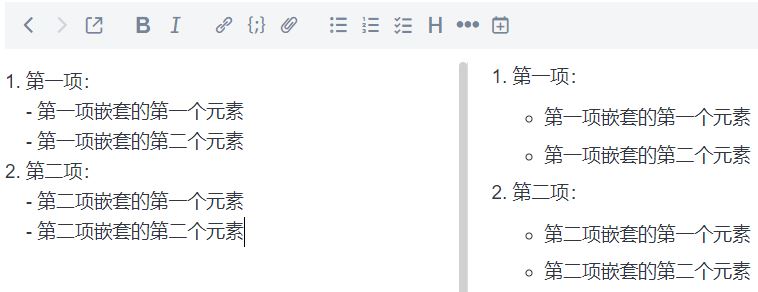 B I {;} H
1. 第一项：
- 第一项嵌套的第一个元素
- 第一项嵌套的第二个元素
2. 第二项：
- 第二项嵌套的第一个元素
- 第二项嵌套的第二个元素
1. 第一项：
○ 第一项嵌套的第一个元素
○ 第一项嵌套的第二个元素
2. 第二项：
○ 第二项嵌套的第一个元素
○ 第二项嵌套的第二个元素